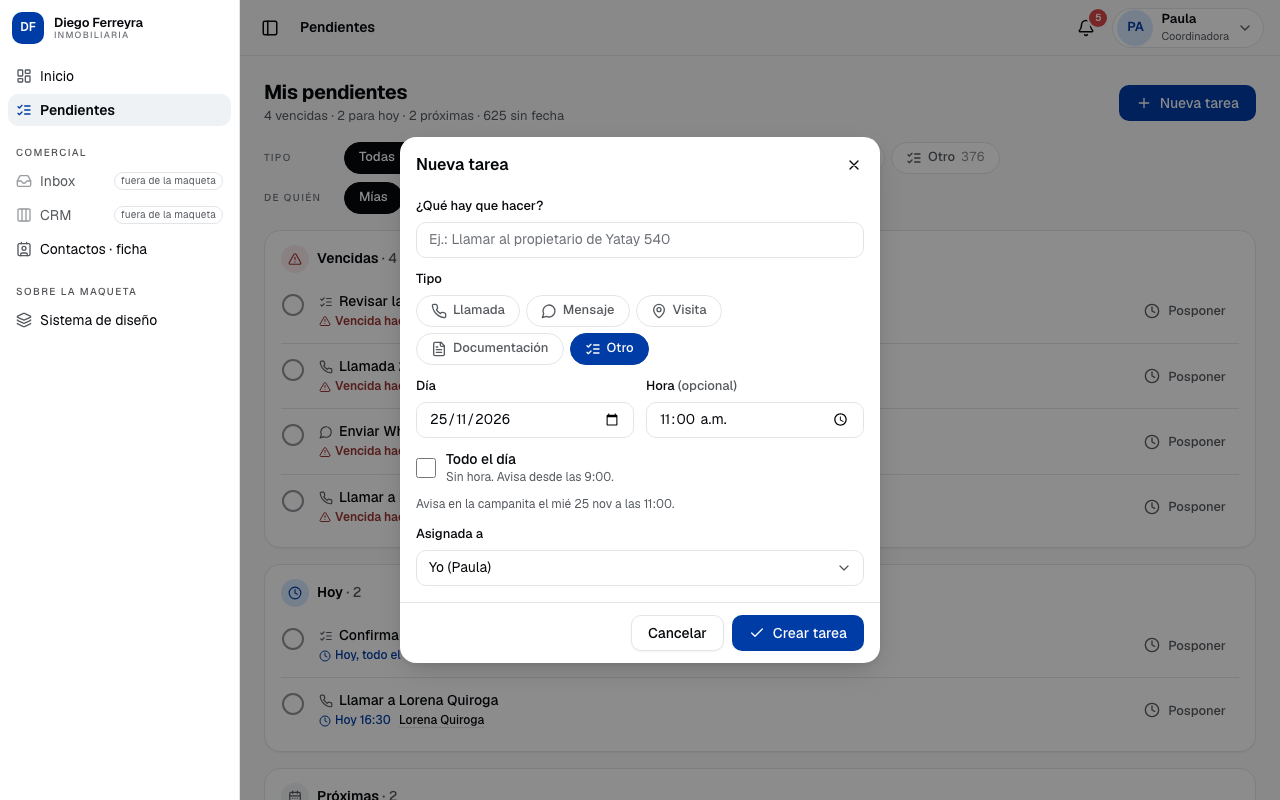 DF
Diego Ferreyra
INMOBILIARIA
Inicio
Pendientes
COMERCIAL
Inbox fuera de la maqueta
CRM fuera de la maqueta
Contactos · ficha
SOBRE LA MAQUETA
Sistema de diseño
Pendientes
5
PA
Paula
Coordinadora
Mis pendientes
4 vencidas · 2 para hoy · 2 próximas · 625 sin fecha
Nueva tarea
TIPO Todas Otro 376
DE QUIÉN Mías
Vencidas · 4
Revisar
Vencida
Posponer
Llamada
Vencida
Posponer
Enviar
Vencida
Posponer
Llamar a
Vencida
Posponer
Hoy · 2
Hoy, todo el
Posponer
Llamar a Lorena Quiroga
Hoy 16:30 Lorena Quiroga
Posponer
Próximas · 2
Nueva tarea
¿Qué hay que hacer?
Ej.: Llamar al propietario de Yatay 540
Tipo
Llamada Mensaje Visita
Documentación Otro
Día Hora (opcional)
25/11/2026 11:00 a.m.
Todo el día
Sin hora. Avisa desde las 9:00.
Avisa en la campanita el mié 25 nov a las 11:00.
Asignada a
Yo (Paula)
Cancelar Crear tarea